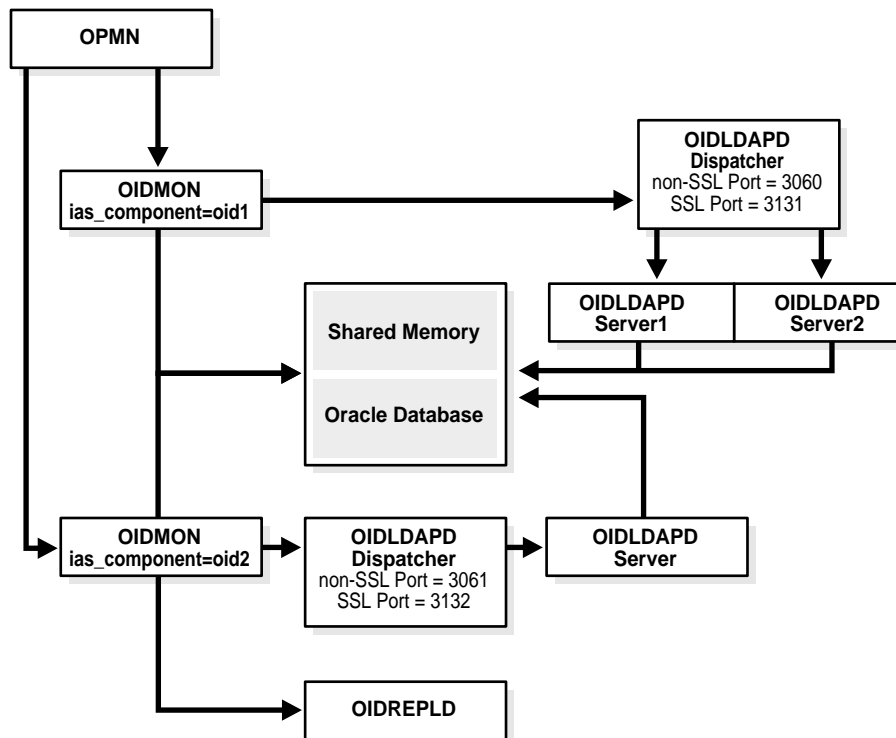 OPMN
OIDMON
ias_component=oid1
OIDLDAPD
Dispatcher
non-SSL Port = 3060
SSL Port = 3131
OIDLDAPD
Server1
OIDLDAPD
Server2
Shared Memory
Oracle Database
OIDMON
ias_component=oid2
OIDLDAPD
Dispatcher
non-SSL Port = 3061
SSL Port = 3132
OIDLDAPD
Server
OIDREPLD